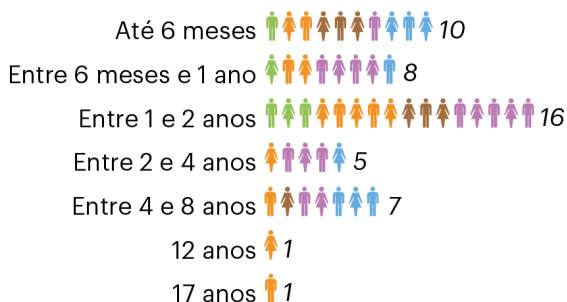 Até 6 meses 10
Entre 6 meses e 1 ano 8
Entre 1 e 2 anos 16
Entre 2 e 4 anos 5
Entre 4 e 8 anos 7
12 anos 1
17 anos 1